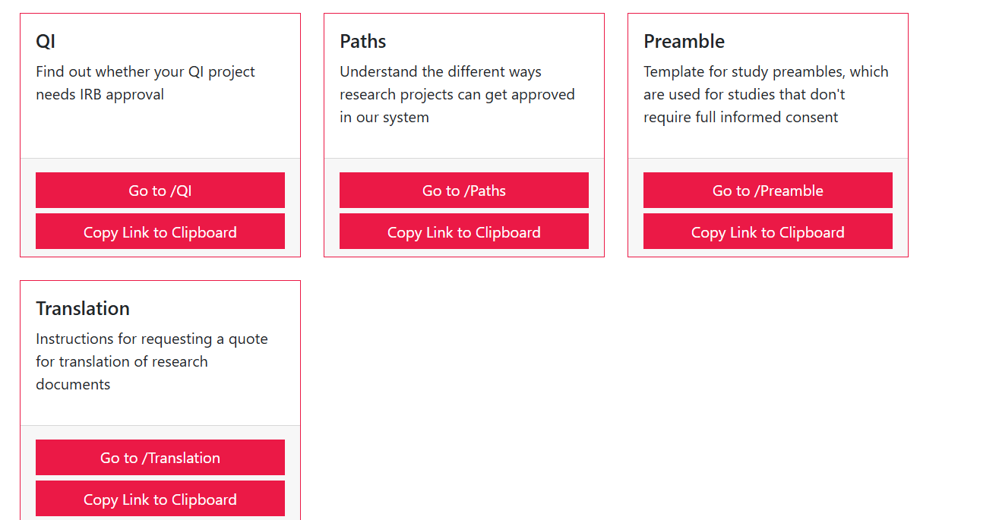 QI
Find out whether your QI project
needs IRB approval
Go to /QI
Copy Link to Clipboard
Paths
Understand the different ways
research projects can get approved
in our system
Go to /Paths
Copy Link to Clipboard
Preamble
Template for study preambles, which
are used for studies that don't
require full informed consent
Go to /Preamble
Copy Link to Clipboard
Translation
Instructions for requesting a quote
for translation of research
documents
Go to /Translation
Copy Link to Clipboard